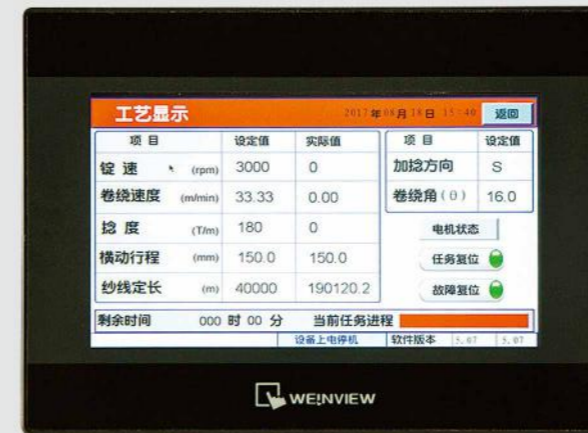 工艺显示 2017年08月18日 15:40 返回
项目 设定值 实际值
锭速 (rpm) 3000 0
卷绕速度 (m/min) 33.33 0.00
捻度 (T/m) 180 0
横动行程 (mm) 150.0 150.0
纱线定长 (m) 40000 190120.2
项目 设定值
加捻方向 S
卷绕角(θ) 16.0
电机状态
任务复位
故障复位
剩余时间 000 时 00 分 当前任务进程
设备上电停机 软件版本 5.07 5.07
WEINVIEW